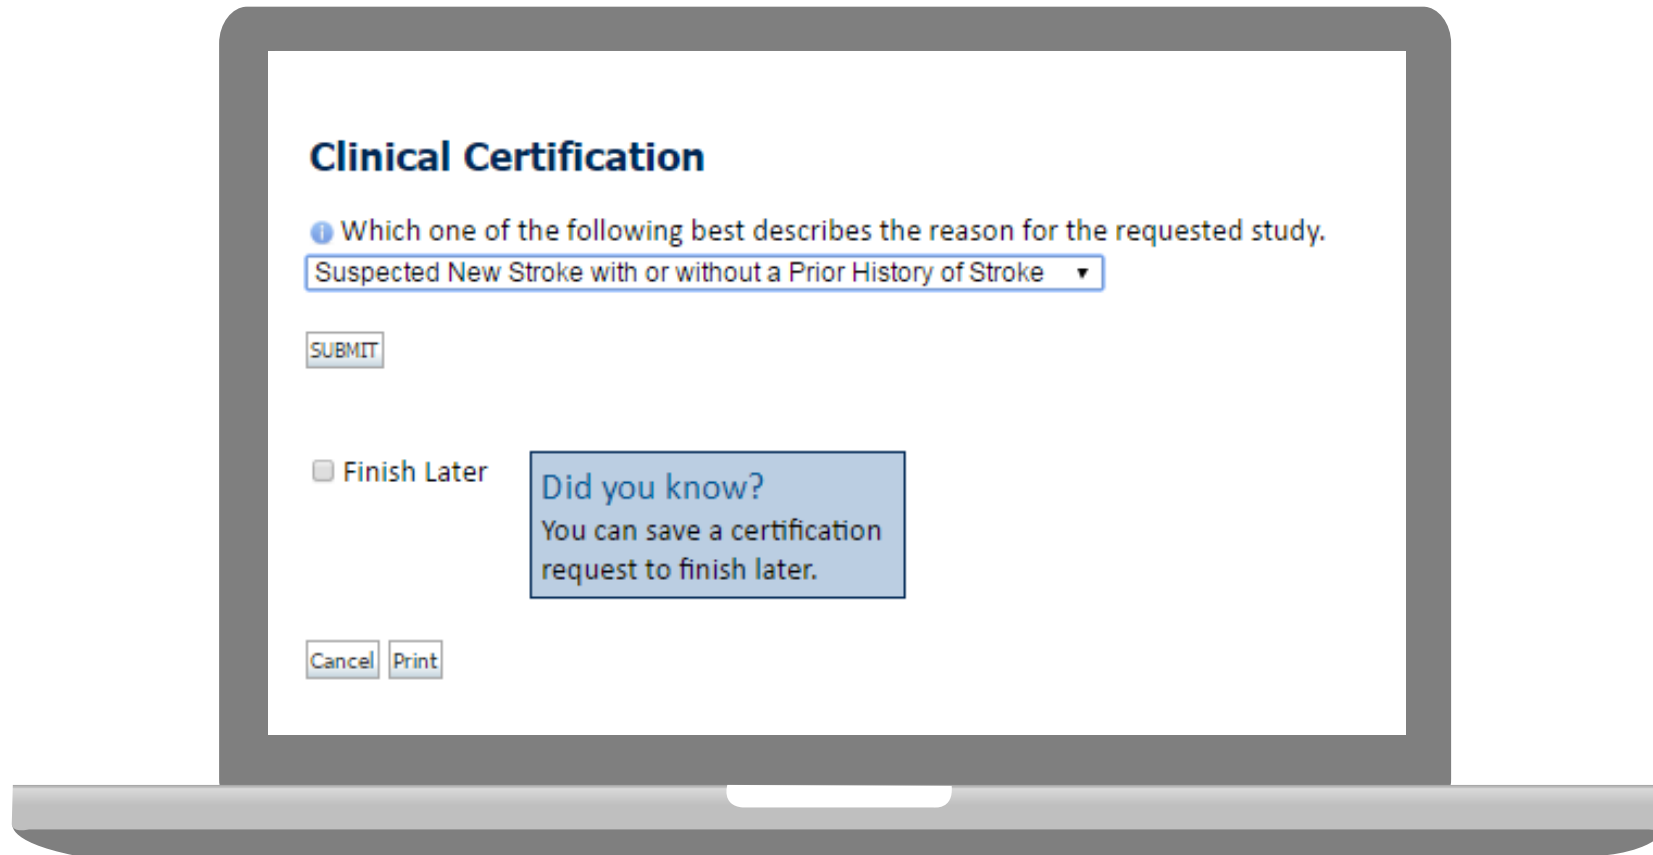 Clinical Certification
Which one of the following best describes the reason for the requested study.
Suspected New Stroke with or without a Prior History of Stroke
SUBMIT
Finish Later
Did you know?
You can save a certification
request to finish later.
Cancel Print